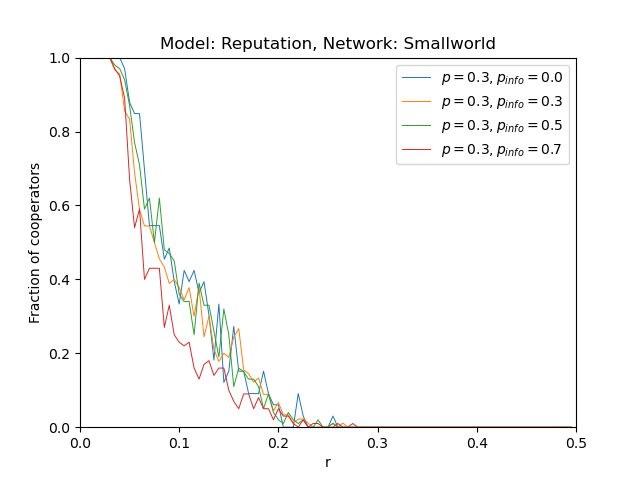 Model: Reputation, Network: Smallworld
1.0
0.8
0.6
0.4
0.2
0.0
Fraction of cooperators
p = 0.3, p_info = 0.0
p = 0.3, p_info = 0.3
p = 0.3, p_info = 0.5
p = 0.3, p_info = 0.7
0.0 0.1 0.2 0.3 0.4 0.5
r